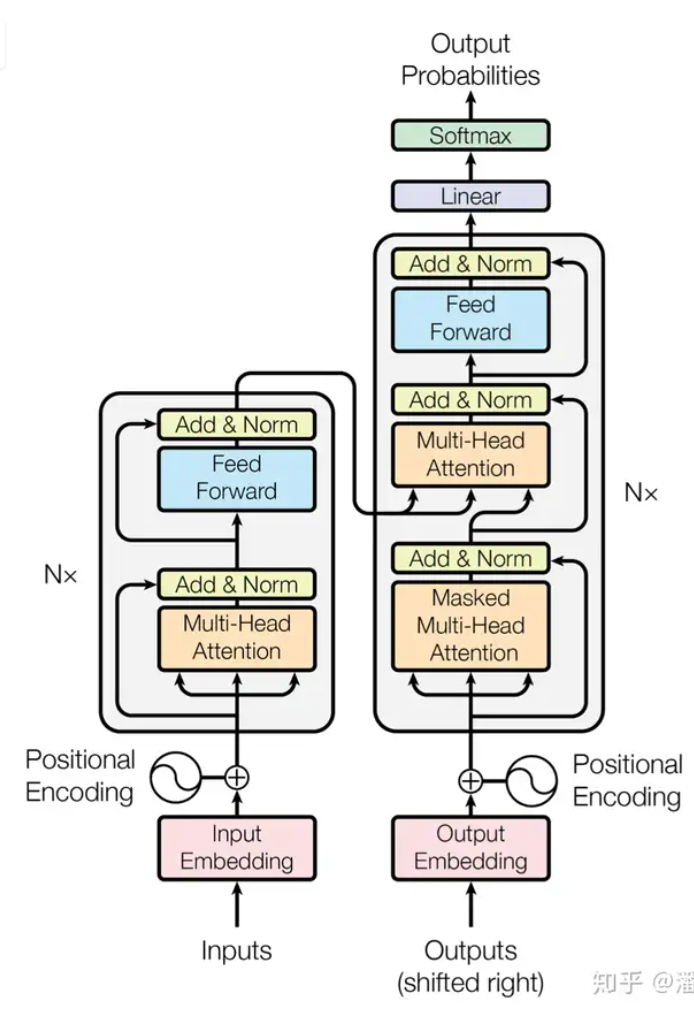 Output
Probabilities
Softmax
Linear
Add & Norm
Feed
Forward
Add & Norm
Multi-Head
Attention
Add & Norm
Masked
Multi-Head
Attention
Nx
Positional
Encoding
Output
Embedding
Outputs
(shifted right)
Add & Norm
Feed
Forward
Add & Norm
Multi-Head
Attention
Nx
Positional
Encoding
Input
Embedding
Inputs
知乎 @潘